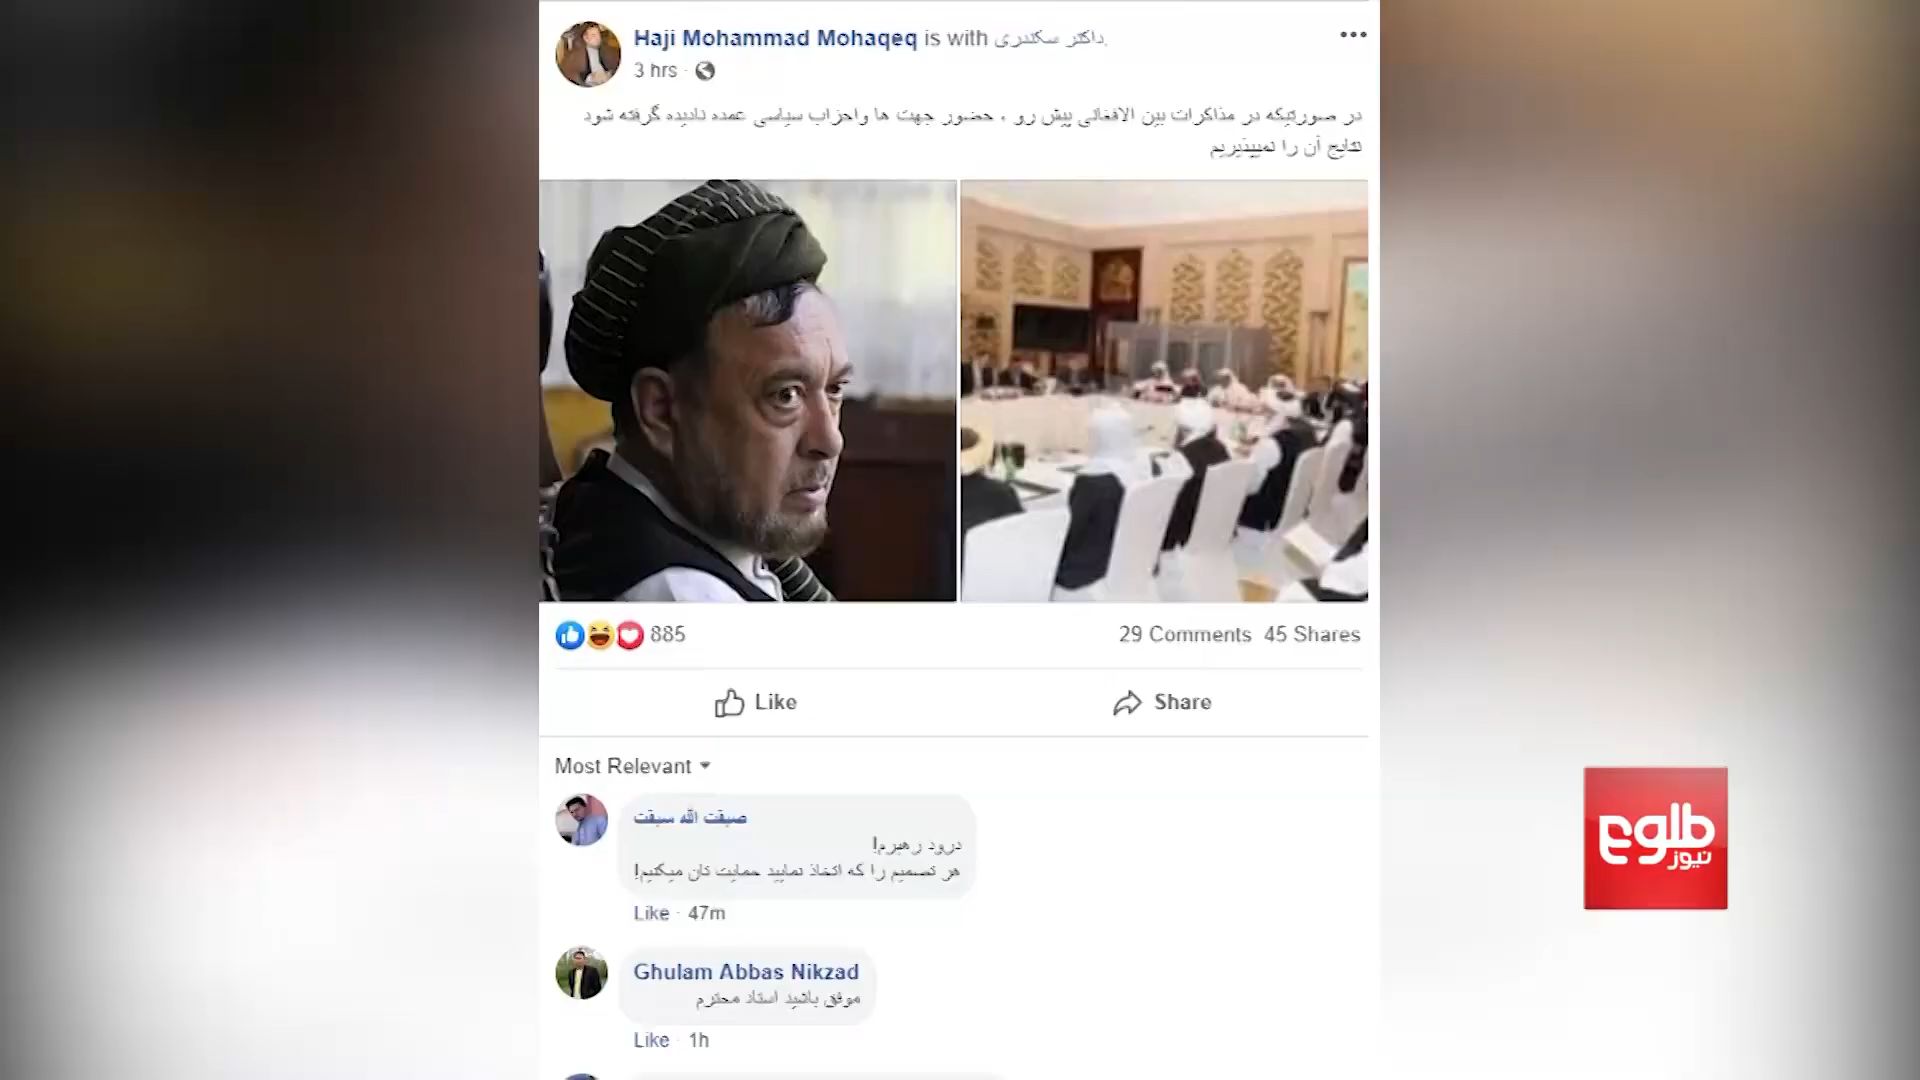 Haji Mohammad Mohaqeq is with داکتر سکندری.
3 hrs ·
در صورتیکه در مذاکرات بین الافغانی پیش رو ، حضور جهت ها واحزاب سیاسی عمده نادیده گرفته شود
نتایج آن را نمیپذیریم
885
29 Comments 45 Shares
Like
Share
Most Relevant
صبقت الله سبقت
درود رهبرم!
هر تصمیم را که اتخاذ نمایید حمایت تان میکنیم!
Like · 47m
Ghulam Abbas Nikzad
موفق باشید استاد محترم
Like · 1h
طلوع
نیوز